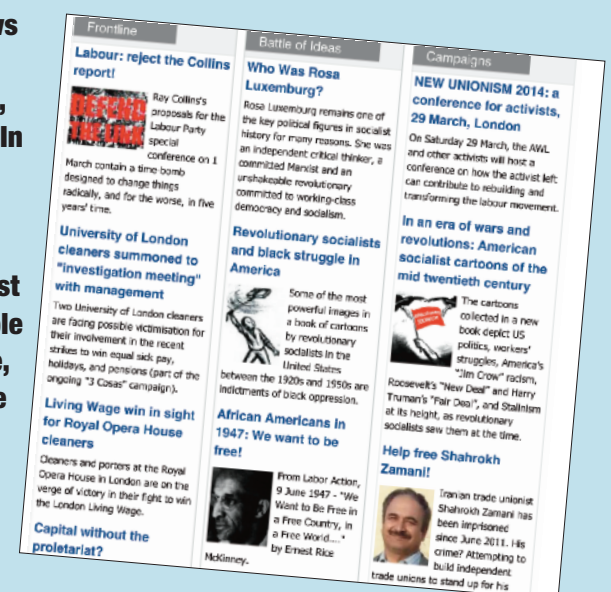 ws
,
In
st
ple
e,
e
Frontline
Labour: reject the Collins
report!
Ray Collins's
proposals for the
Labour Party
special
conference on 1
March contain a time-bomb
designed to change things
radically, and for the worse, in five
years' time.
University of London
cleaners summoned to
"investigation meeting"
with management
Two University of London cleaners
are facing possible victimisation for
their involvement in the recent
strikes to win equal sick pay,
holidays, and pensions (part of the
ongoing "3 Cosas" campaign).
Living Wage win in sight
for Royal Opera House
cleaners
Cleaners and porters at the Royal
Opera House in London are on the
verge of victory in their fight to win
the London Living Wage.
Capital without the
proletariat?
DEFEND
THE LINK
Battle of Ideas
Who Was Rosa
Luxemburg?
Rosa Luxemburg remains one of
the key political figures in socialist
history for many reasons. She was
an independent critical thinker, a
committed Marxist and an
unshakeable revolutionary
committed to working-class
democracy and socialism.
Revolutionary socialists
and black struggle in
America
Some of the most
powerful images in
a book of cartoons
by revolutionary
socialists in the
United States
between the 1920s and 1950s are
indictments of black oppression.
African Americans in
1947: We want to be
free!
From Labor Action,
9 June 1947 - "We
Want to Be Free in
a Free Country, in
a Free World...."
by Ernest Rice
McKinney.
Campaigns
NEW UNIONISM 2014: a
conference for activists,
29 March, London
On Saturday 29 March, the AWL
and other activists will host a
conference on how the activist left
can contribute to rebuilding and
transforming the labour movement.
In an era of wars and
revolutions: American
socialist cartoons of the
mid twentieth century
The cartoons
collected in a new
book depict US
politics, workers'
struggles, America's
"Jim Crow" racism,
Roosevelt's "New Deal" and Harry
Truman's "Fair Deal", and Stalinism
at its height, as revolutionary
socialists saw them at the time.
Help free Shahrokh
Zamani!
Iranian trade unionist
Shahrokh Zamani has
been imprisoned
since June 2011. His
crime? Attempting to
build independent
trade unions to stand up for his